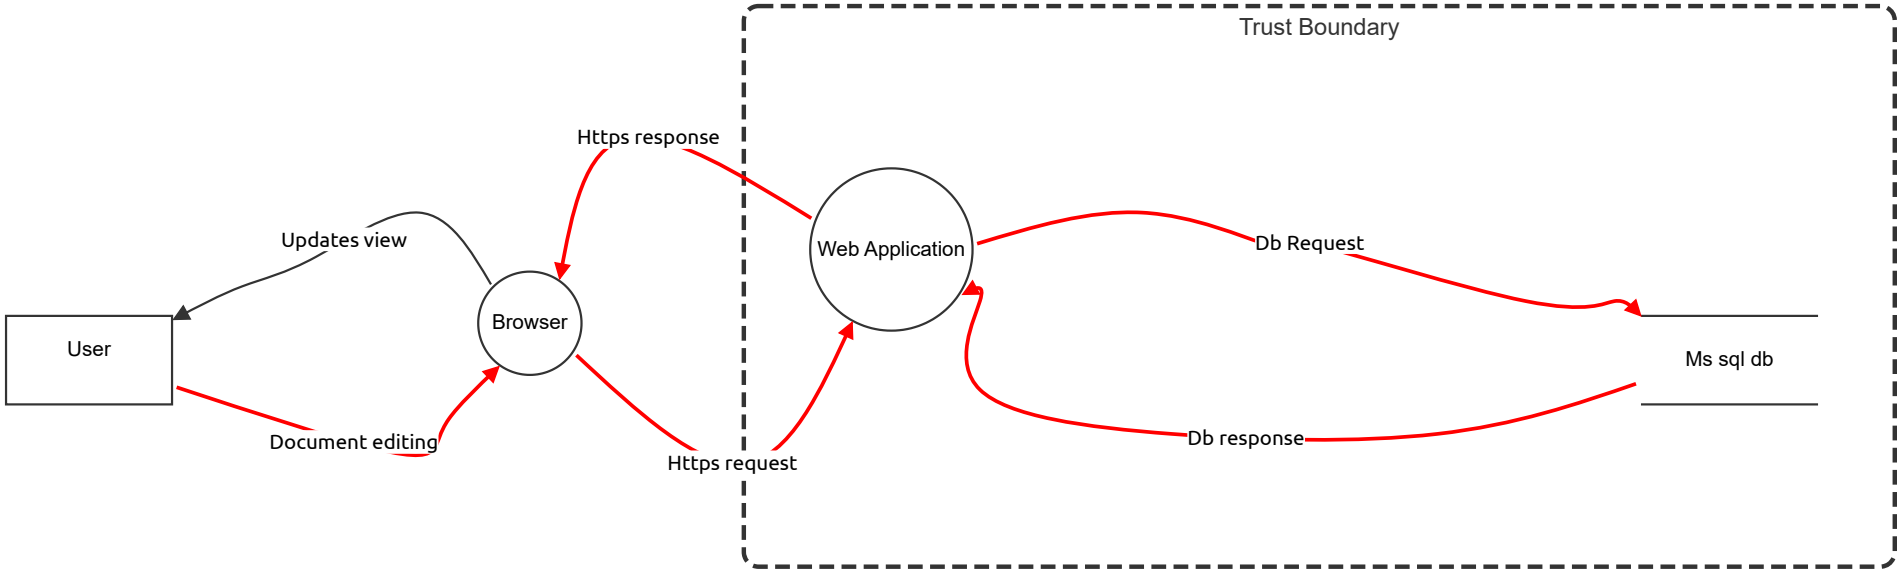 Trust Boundary
Https response
Updates view
Web Application
Db Request
Browser
User
Ms sql db
Document editing
Https request
Db response